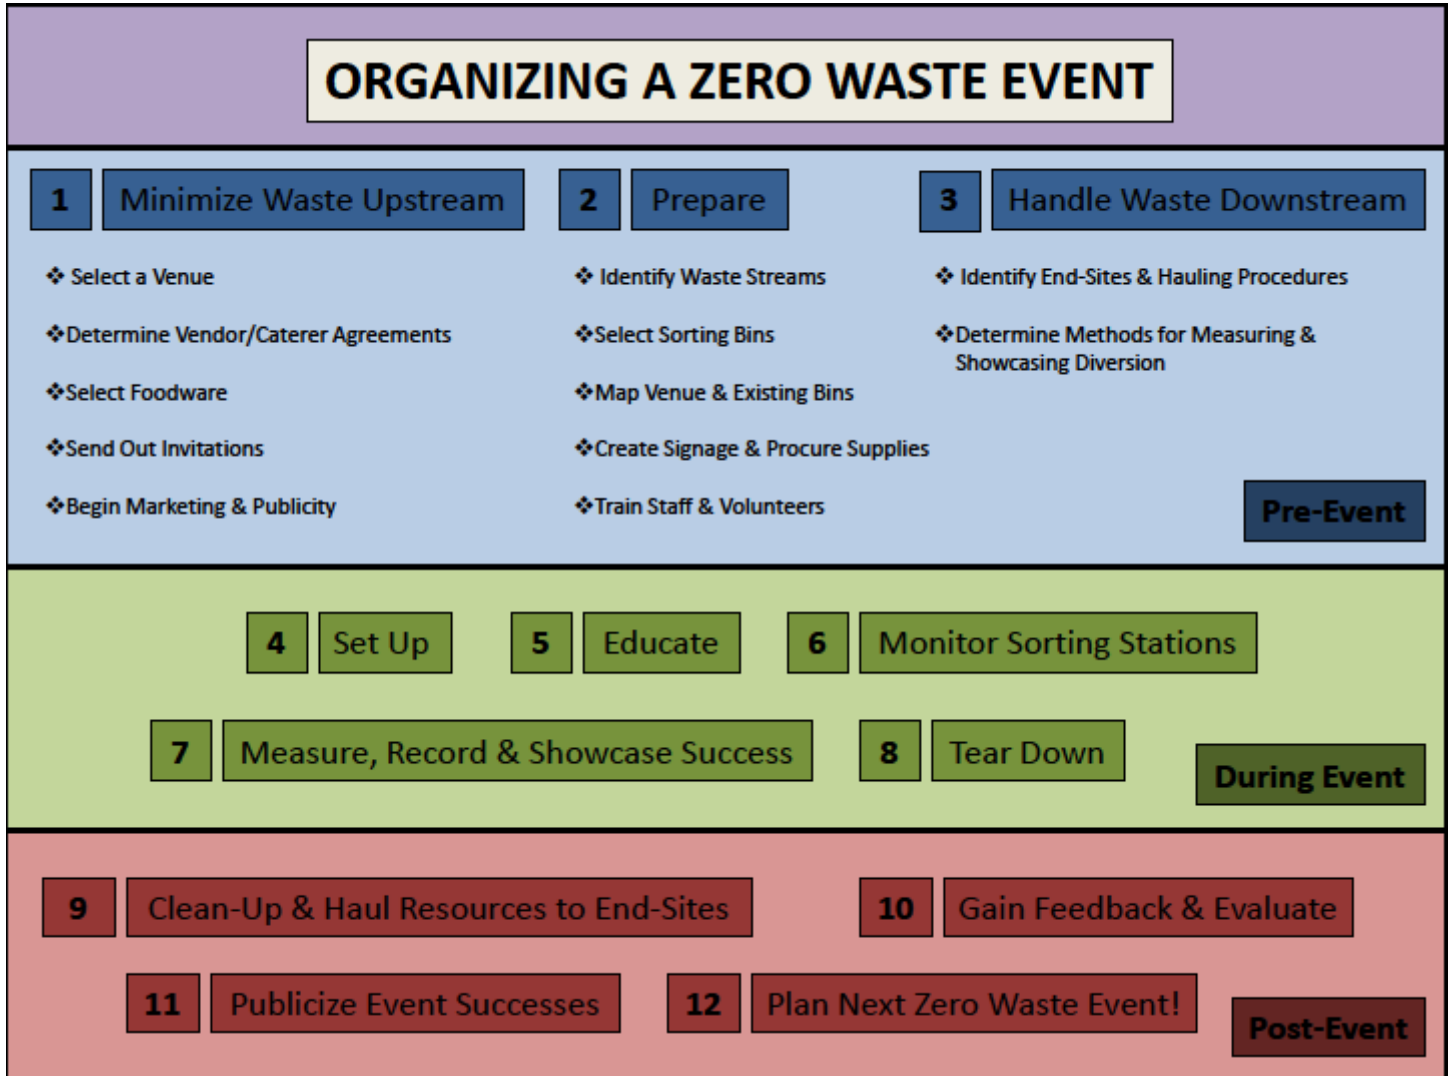 ORGANIZING A ZERO WASTE EVENT
1 Minimize Waste Upstream
❖ Select a Venue
❖Determine Vendor/Caterer Agreements
❖Select Foodware
❖Send Out Invitations
❖Begin Marketing & Publicity
2 Prepare
❖ Identify Waste Streams
❖Select Sorting Bins
❖Map Venue & Existing Bins
❖Create Signage & Procure Supplies
❖Train Staff & Volunteers
3 Handle Waste Downstream
❖ Identify End-Sites & Hauling Procedures
❖Determine Methods for Measuring &
Showcasing Diversion
Pre-Event
4 Set Up
5 Educate
6 Monitor Sorting Stations
7 Measure, Record & Showcase Success
8 Tear Down
During Event
9 Clean-Up & Haul Resources to End-Sites
10 Gain Feedback & Evaluate
11 Publicize Event Successes
12 Plan Next Zero Waste Event!
Post-Event